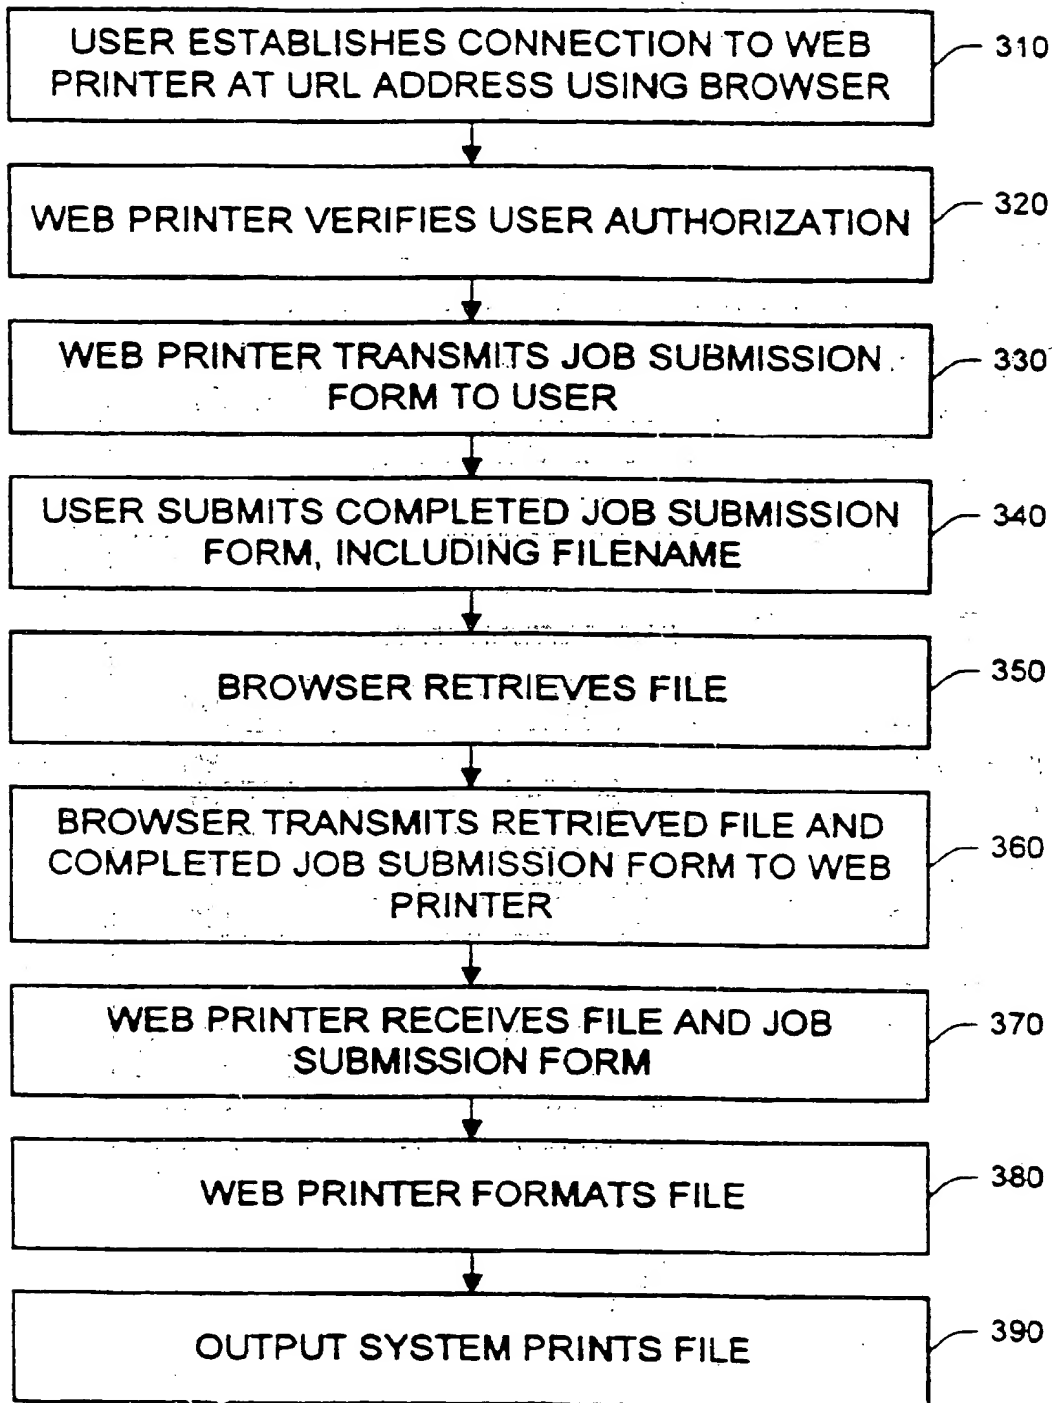 USER ESTABLISHES CONNECTION TO WEB
PRINTER AT URL ADDRESS USING BROWSER
310
WEB PRINTER VERIFIES USER AUTHORIZATION
320
WEB PRINTER TRANSMITS JOB SUBMISSION
FORM TO USER
330
USER SUBMITS COMPLETED JOB SUBMISSION
FORM, INCLUDING FILENAME
340
BROWSER RETRIEVES FILE
350
BROWSER TRANSMITS RETRIEVED FILE AND
COMPLETED JOB SUBMISSION FORM TO WEB
PRINTER
360
WEB PRINTER RECEIVES FILE AND JOB
SUBMISSION FORM
370
WEB PRINTER FORMATS FILE
380
OUTPUT SYSTEM PRINTS FILE
390